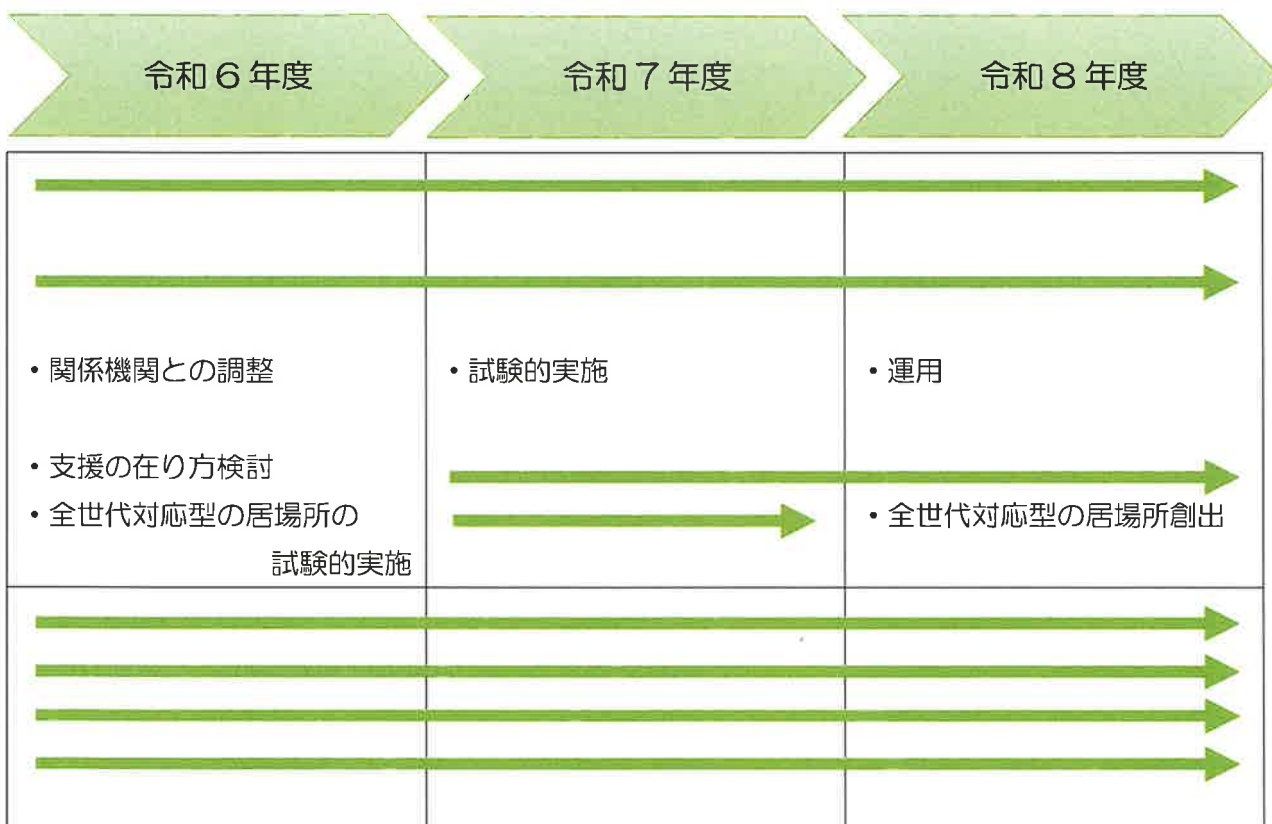 令和6年度
令和7年度
令和8年度
・関係機関との調整
・試験的実施
・運用
・支援の在り方検討
・全世代対応型の居場所の
試験的実施
・全世代対応型の居場所創出